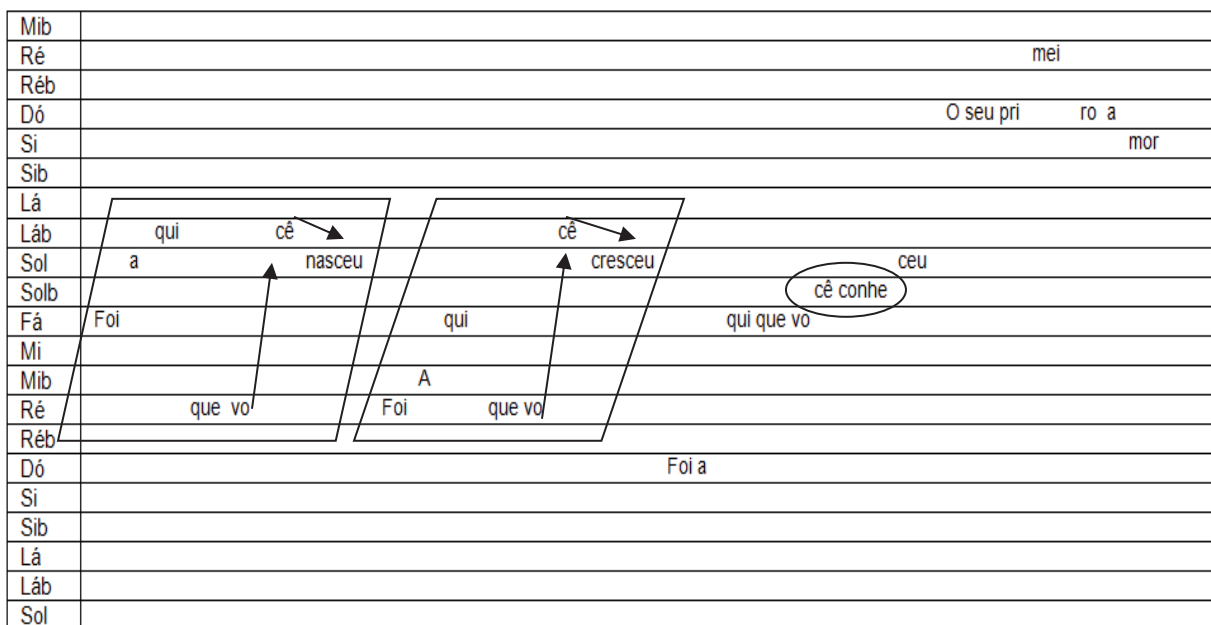 Mib
Ré mei
Réb
Dó O seu pri ro a
Si mor
Sib
Lá
Láb qui cê cê
Sol a nasceu cresceu ceu
Solb cê conhe
Fá Foi qui qui que vo
Mi
Mib A
Ré que vo Foi que vo
Réb
Dó Foi a
Si
Sib
Lá
Láb
Sol